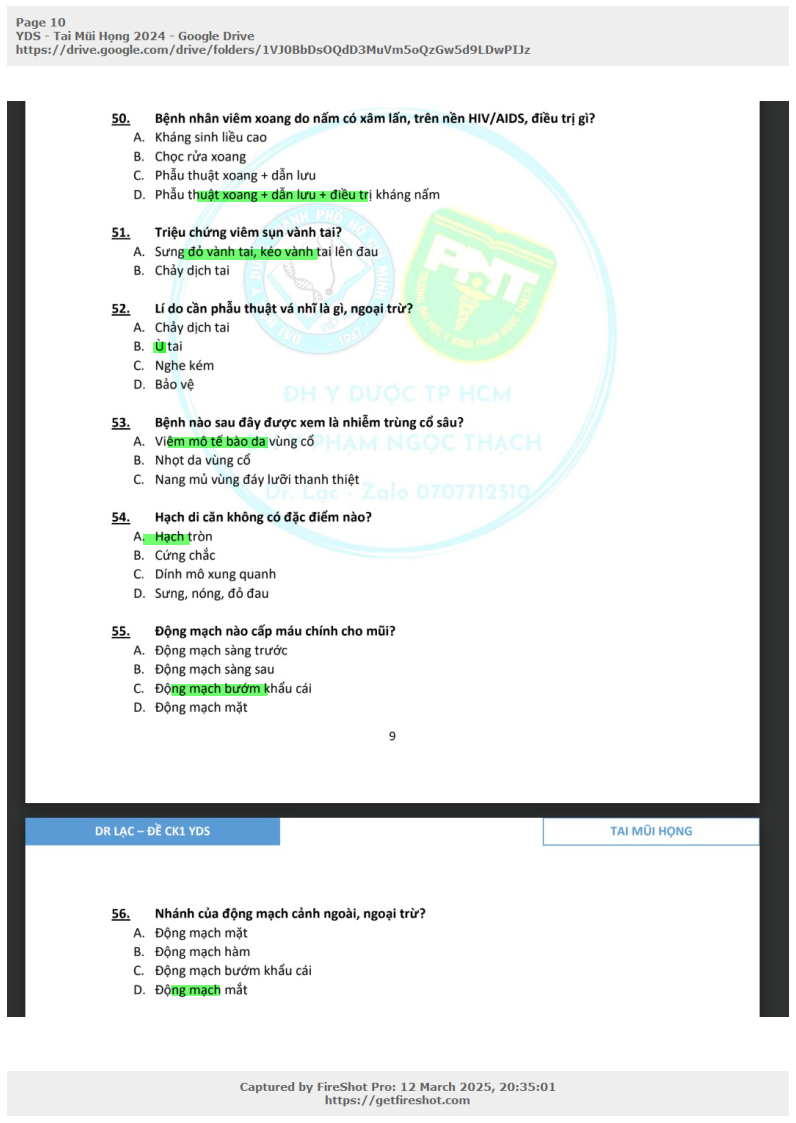 Page 10
YDS - Tai Mũi Họng 2024 - Google Drive
https://drive.google.com/drive/folders/1VJ0BbDsOQdD3MuVm5oQzGw5d9LDwPIJz
50. Bệnh nhân viêm xoang do nấm có xâm lấn, trên nền HIV/AIDS, điều trị gì?
A. Kháng sinh liều cao
B. Chọc rửa xoang
C. Phẫu thuật xoang + dẫn lưu
D. Phẫu thuật xoang + dẫn lưu + điều trị kháng nấm
51. Triệu chứng viêm sụn vành tai?
A. Sưng đỏ vành tai, kéo vành tai lên đau
B. Chảy dịch tai
52. Lí do cần phẫu thuật vá nhĩ là gì, ngoại trừ?
A. Chảy dịch tai
B. Ù tai
C. Nghe kém
D. Bảo vệ
ĐH Y DƯỢC TP HCM
53. Bệnh nào sau đây được xem là nhiễm trùng cổ sâu?
A. Viêm mô tế bào da vùng cổ
PHẠM NGỌC THẠCH
B. Nhọt da vùng cổ
C. Nang mủ vùng đáy lưỡi thanh thiệt
Dr. Lạc - Zalo 0707712510
54. Hạch di căn không có đặc điểm nào?
A. Hạch tròn
B. Cứng chắc
C. Dính mô xung quanh
D. Sưng, nóng, đỏ đau
55. Động mạch nào cấp máu chính cho mũi?
A. Động mạch sàng trước
B. Động mạch sàng sau
C. Động mạch bướm khẩu cái
D. Động mạch mặt
9
DR LẠC – ĐỀ CK1 YDS
TAI MŨI HỌNG
56. Nhánh của động mạch cảnh ngoài, ngoại trừ?
A. Động mạch mặt
B. Động mạch hàm
C. Động mạch bướm khẩu cái
D. Động mạch mắt
Captured by FireShot Pro: 12 March 2025, 20:35:01
https://getfireshot.com